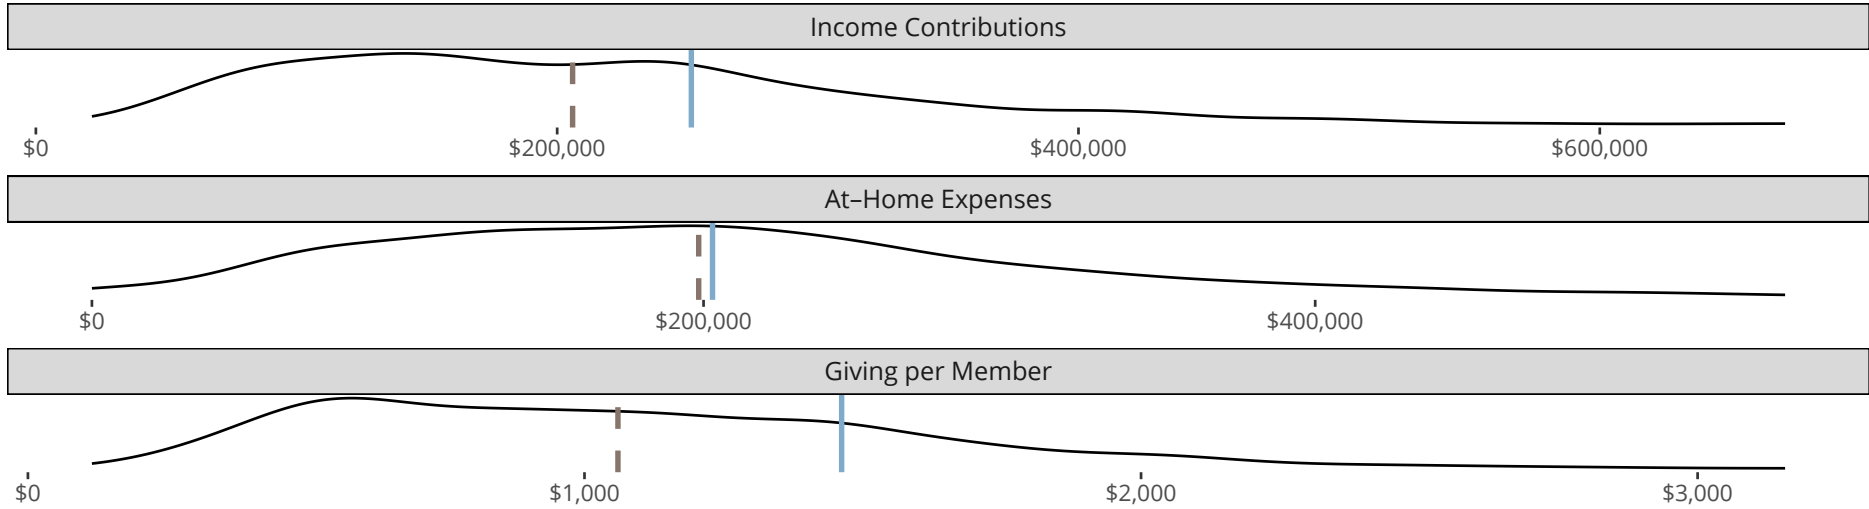 Income Contributions
$0 $200,000 $400,000 $600,000
At–Home Expenses
$0 $200,000 $400,000
Giving per Member
$0 $1,000 $2,000 $3,000